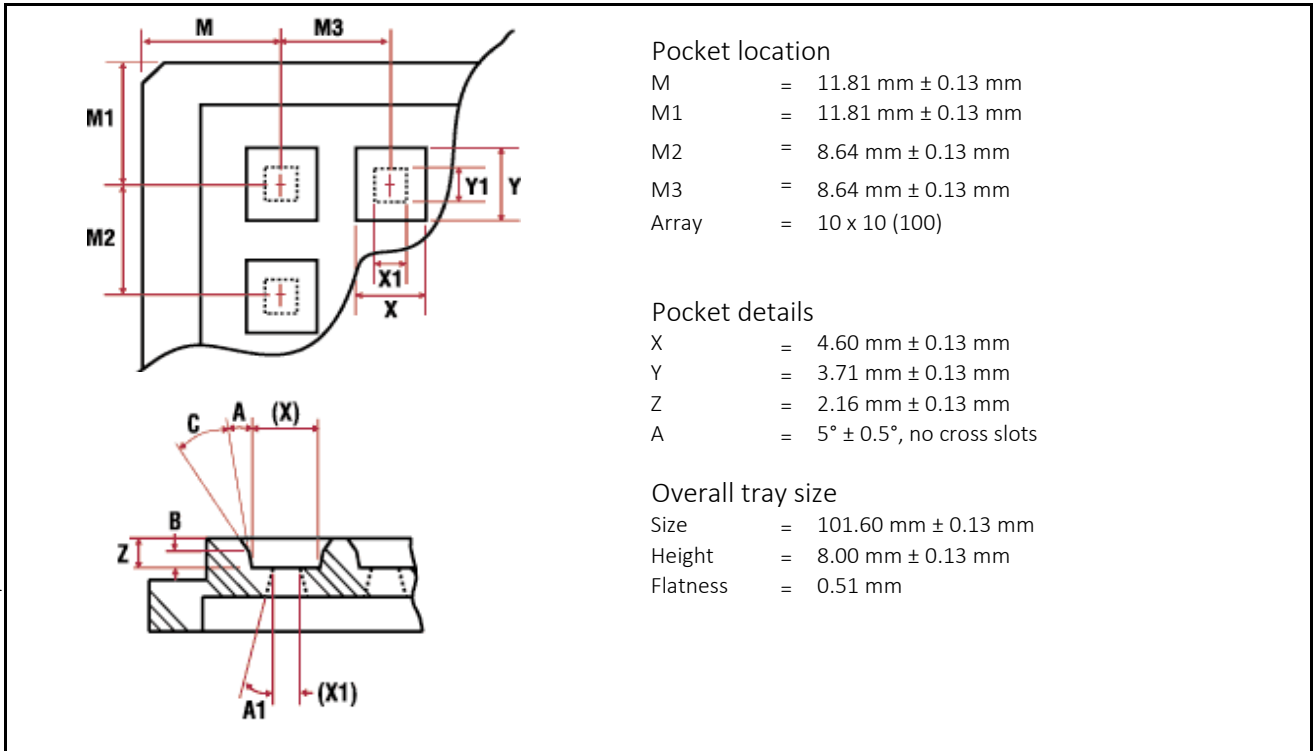 M M3
M1
Y1 Y
M2
X1
X
C A (X)
B
Z
(X1)
A1
Pocket location
M = 11.81 mm ± 0.13 mm
M1 = 11.81 mm ± 0.13 mm
M2 = 8.64 mm ± 0.13 mm
M3 = 8.64 mm ± 0.13 mm
Array = 10 x 10 (100)
Pocket details
X = 4.60 mm ± 0.13 mm
Y = 3.71 mm ± 0.13 mm
Z = 2.16 mm ± 0.13 mm
A = 5° ± 0.5°, no cross slots
Overall tray size
Size = 101.60 mm ± 0.13 mm
Height = 8.00 mm ± 0.13 mm
Flatness = 0.51 mm